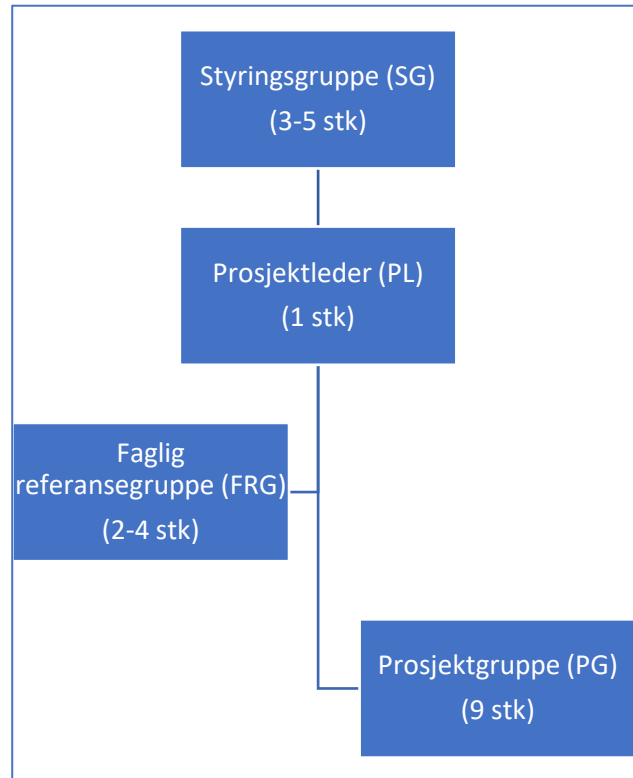 Styringsgruppe (SG)
(3-5 stk)
Prosjektleder (PL)
(1 stk)
Faglig
referansegruppe (FRG)
(2-4 stk)
Prosjektgruppe (PG)
(9 stk)